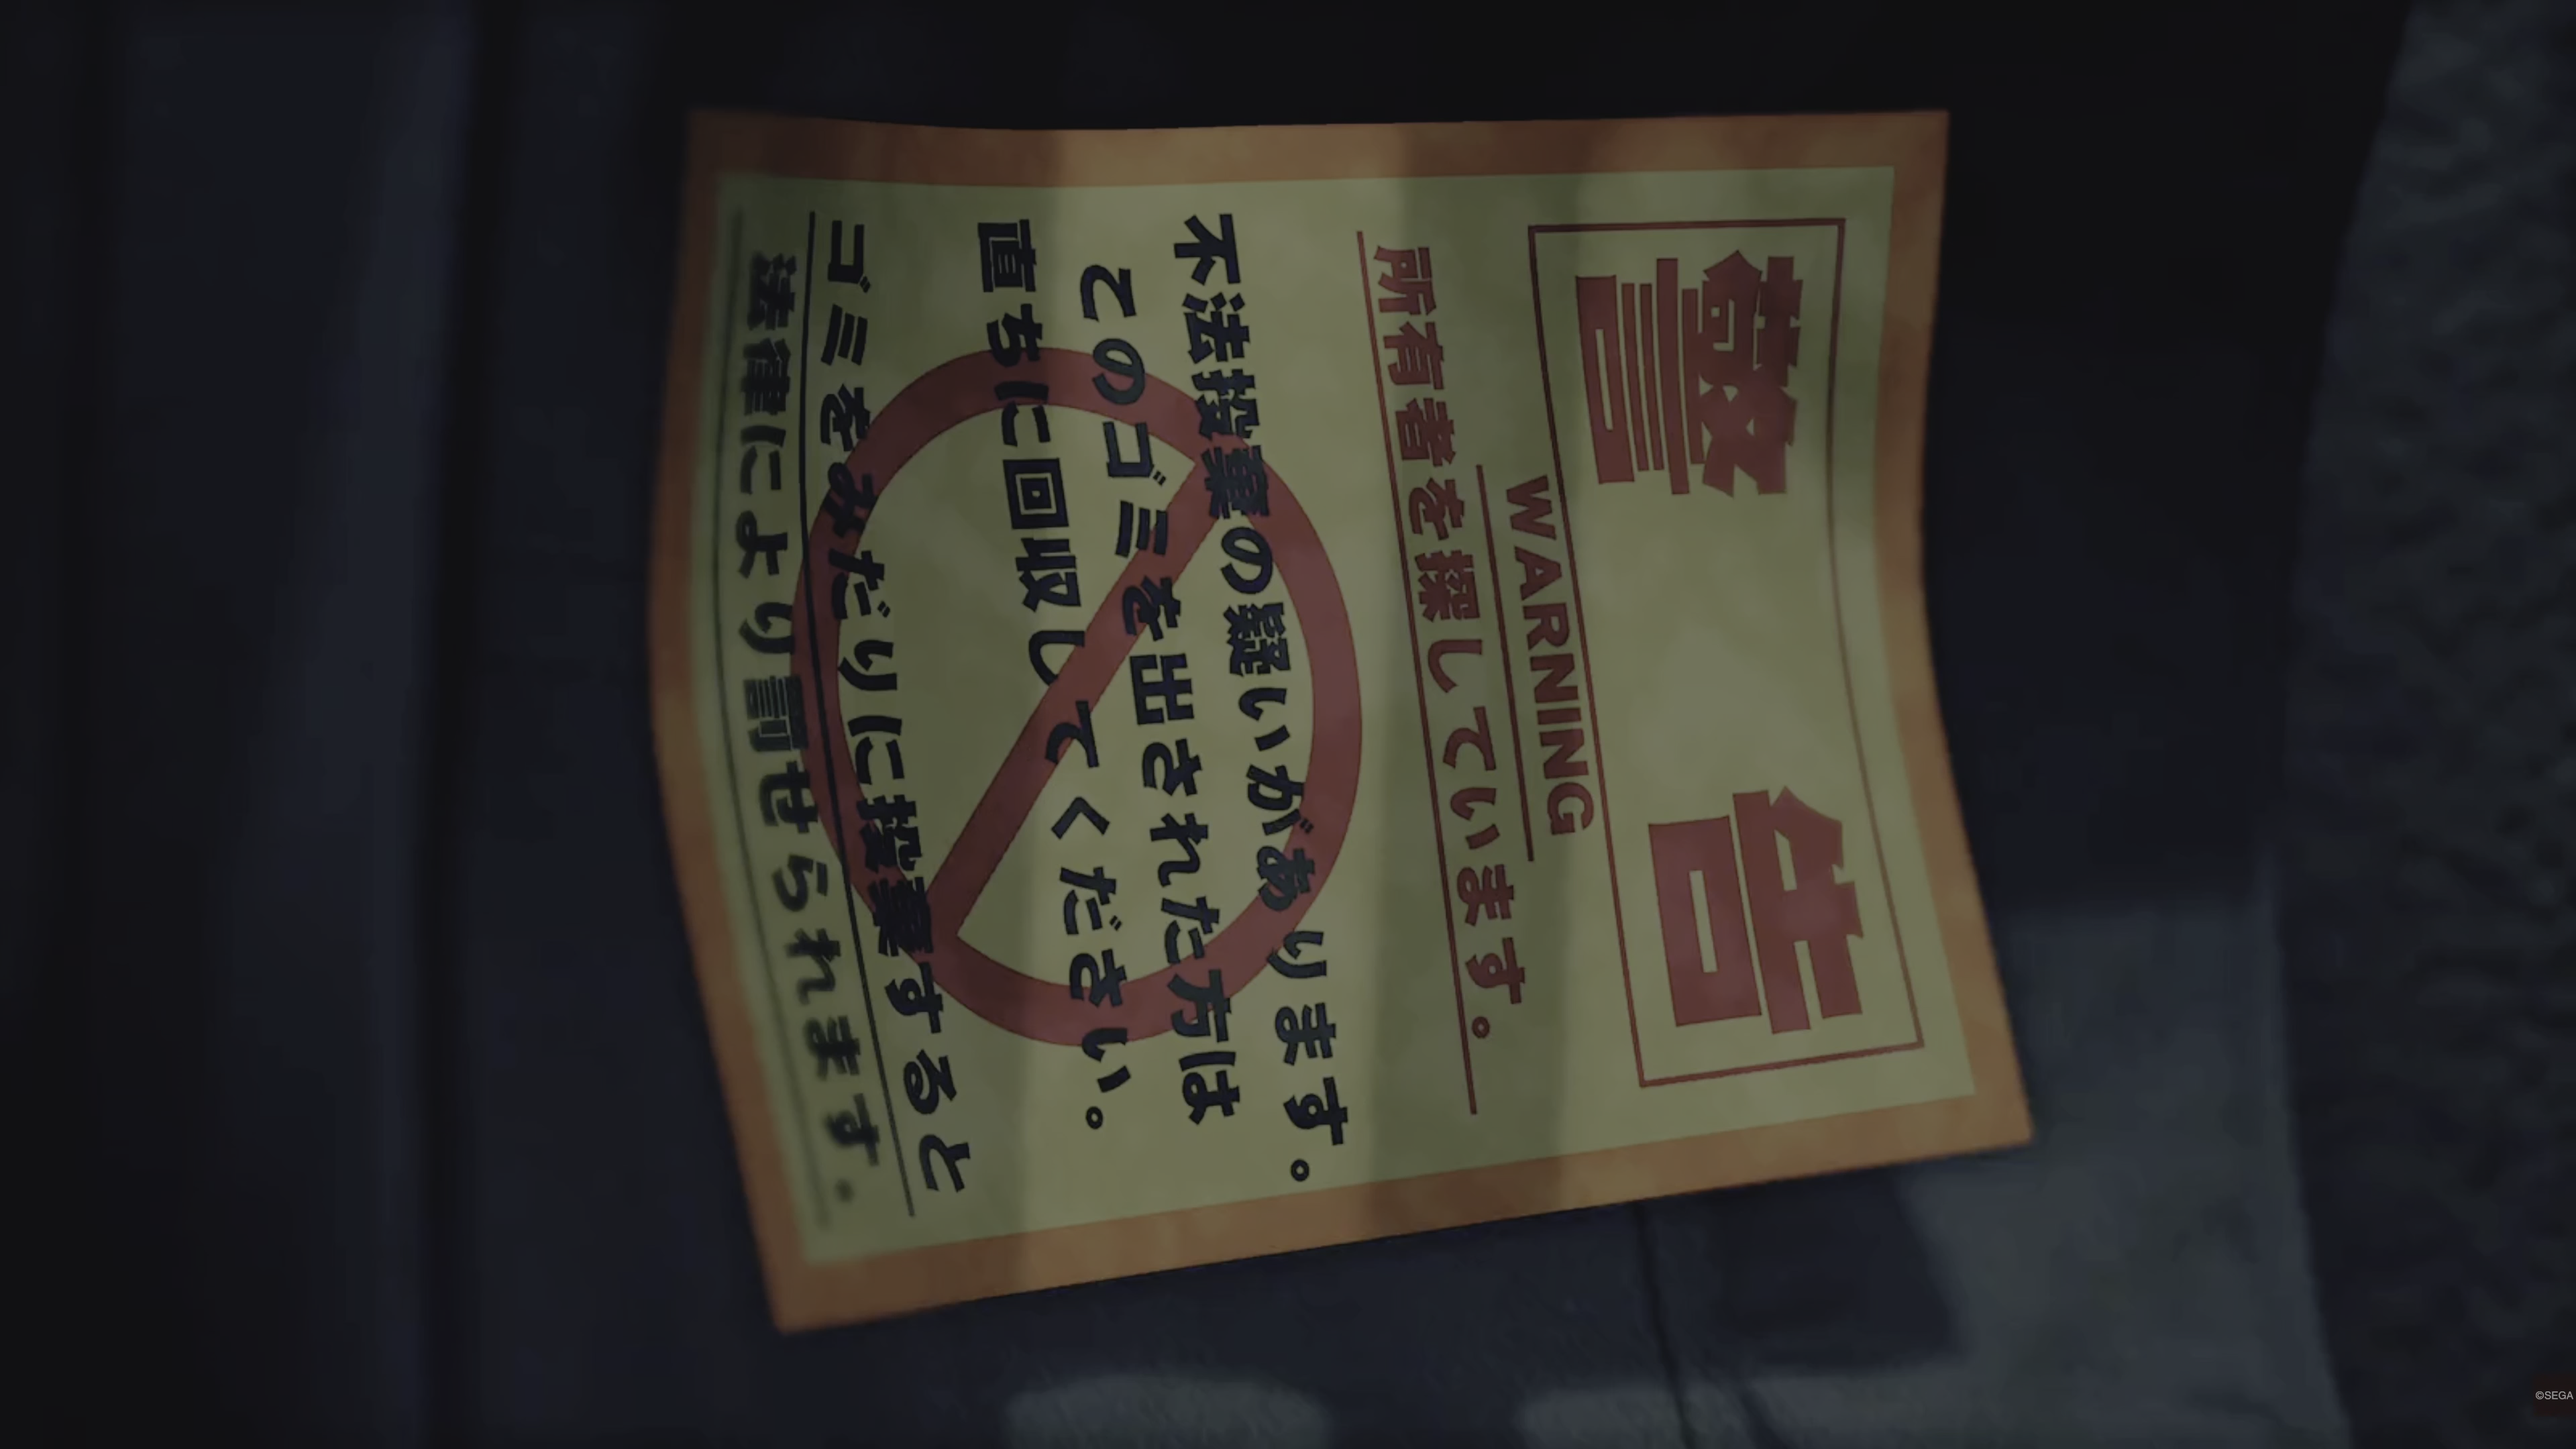 警告
WARNING
所有者を探しています。
不法投棄の疑いがあります。
このゴミを出された方は
直ちに回収してください。
ゴミをみだりに投棄すると
法律により罰せられます。
©SEGA